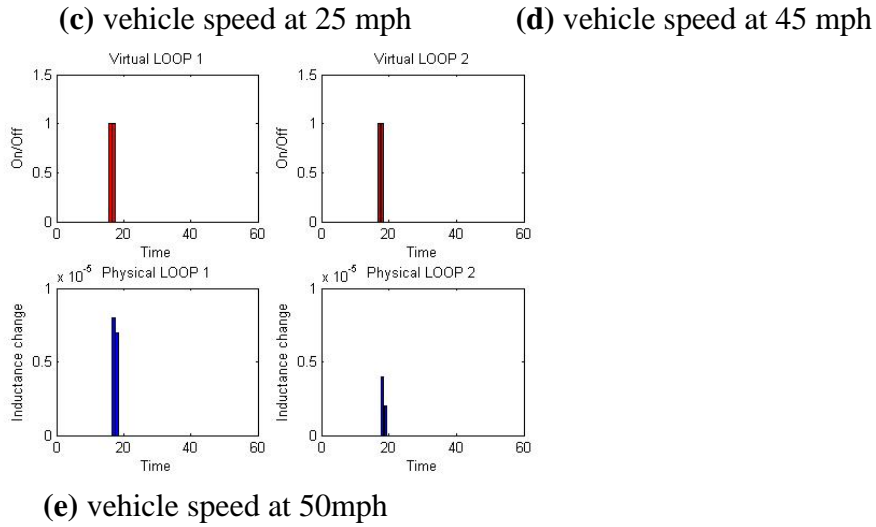 (c) vehicle speed at 25 mph (d) vehicle speed at 45 mph
Virtual LOOP 1 Virtual LOOP 2
1.5 1.5
1 1
On/Off On/Off
0.5 0.5
0 0
0 20 40 60 0 20 40 60
Time Time
x 10⁻⁵ Physical LOOP 1 x 10⁻⁵ Physical LOOP 2
1 1
Inductance change Inductance change
0.5 0.5
0 0
0 20 40 60 0 20 40 60
Time Time
(e) vehicle speed at 50mph